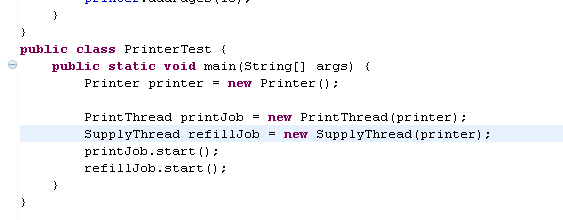 }
}
public class PrinterTest {
    public static void main(String[] args) {
        Printer printer = new Printer();

        PrintThread printJob = new PrintThread(printer);
        SupplyThread refillJob = new SupplyThread(printer);
        printJob.start();
        refillJob.start();
    }
}